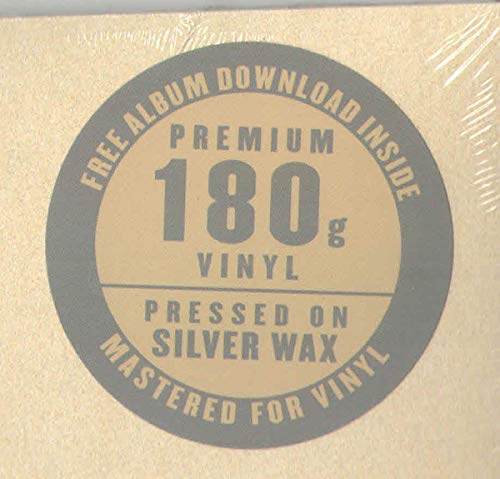 FREE ALBUM DOWNLOAD INSIDE
PREMIUM
180g
VINYL
PRESSED ON
SILVER WAX
MASTERED FOR VINYL